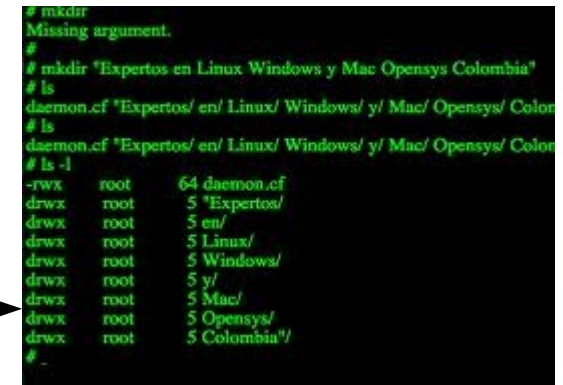 # mkdir
Missing argument.
#
# mkdir "Expertos en Linux Windows y Mac Opensys Colombia"
# ls
daemon.cf "Expertos/ en/ Linux/ Windows/ y/ Mac/ Opensys/ Colom
# ls
daemon.cf "Expertos/ en/ Linux/ Windows/ y/ Mac/ Opensys/ Colom
# ls -l
-rwx root 64 daemon.cf
drwx root 5 "Expertos/
drwx root 5 en/
drwx root 5 Linux/
drwx root 5 Windows/
drwx root 5 y/
drwx root 5 Mac/
drwx root 5 Opensys/
drwx root 5 Colombia"/
# _